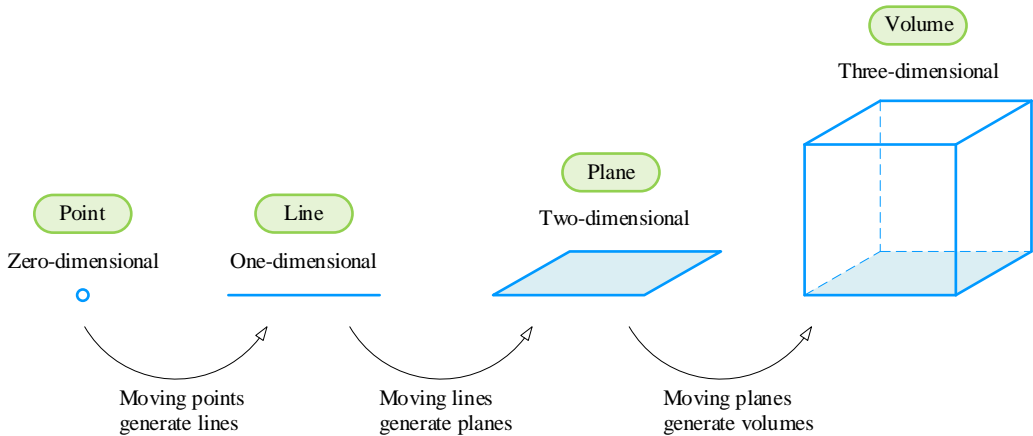 Volume
Three-dimensional
Plane
Two-dimensional
Point
Line
Zero-dimensional
One-dimensional
Moving points
generate lines
Moving lines
generate planes
Moving planes
generate volumes